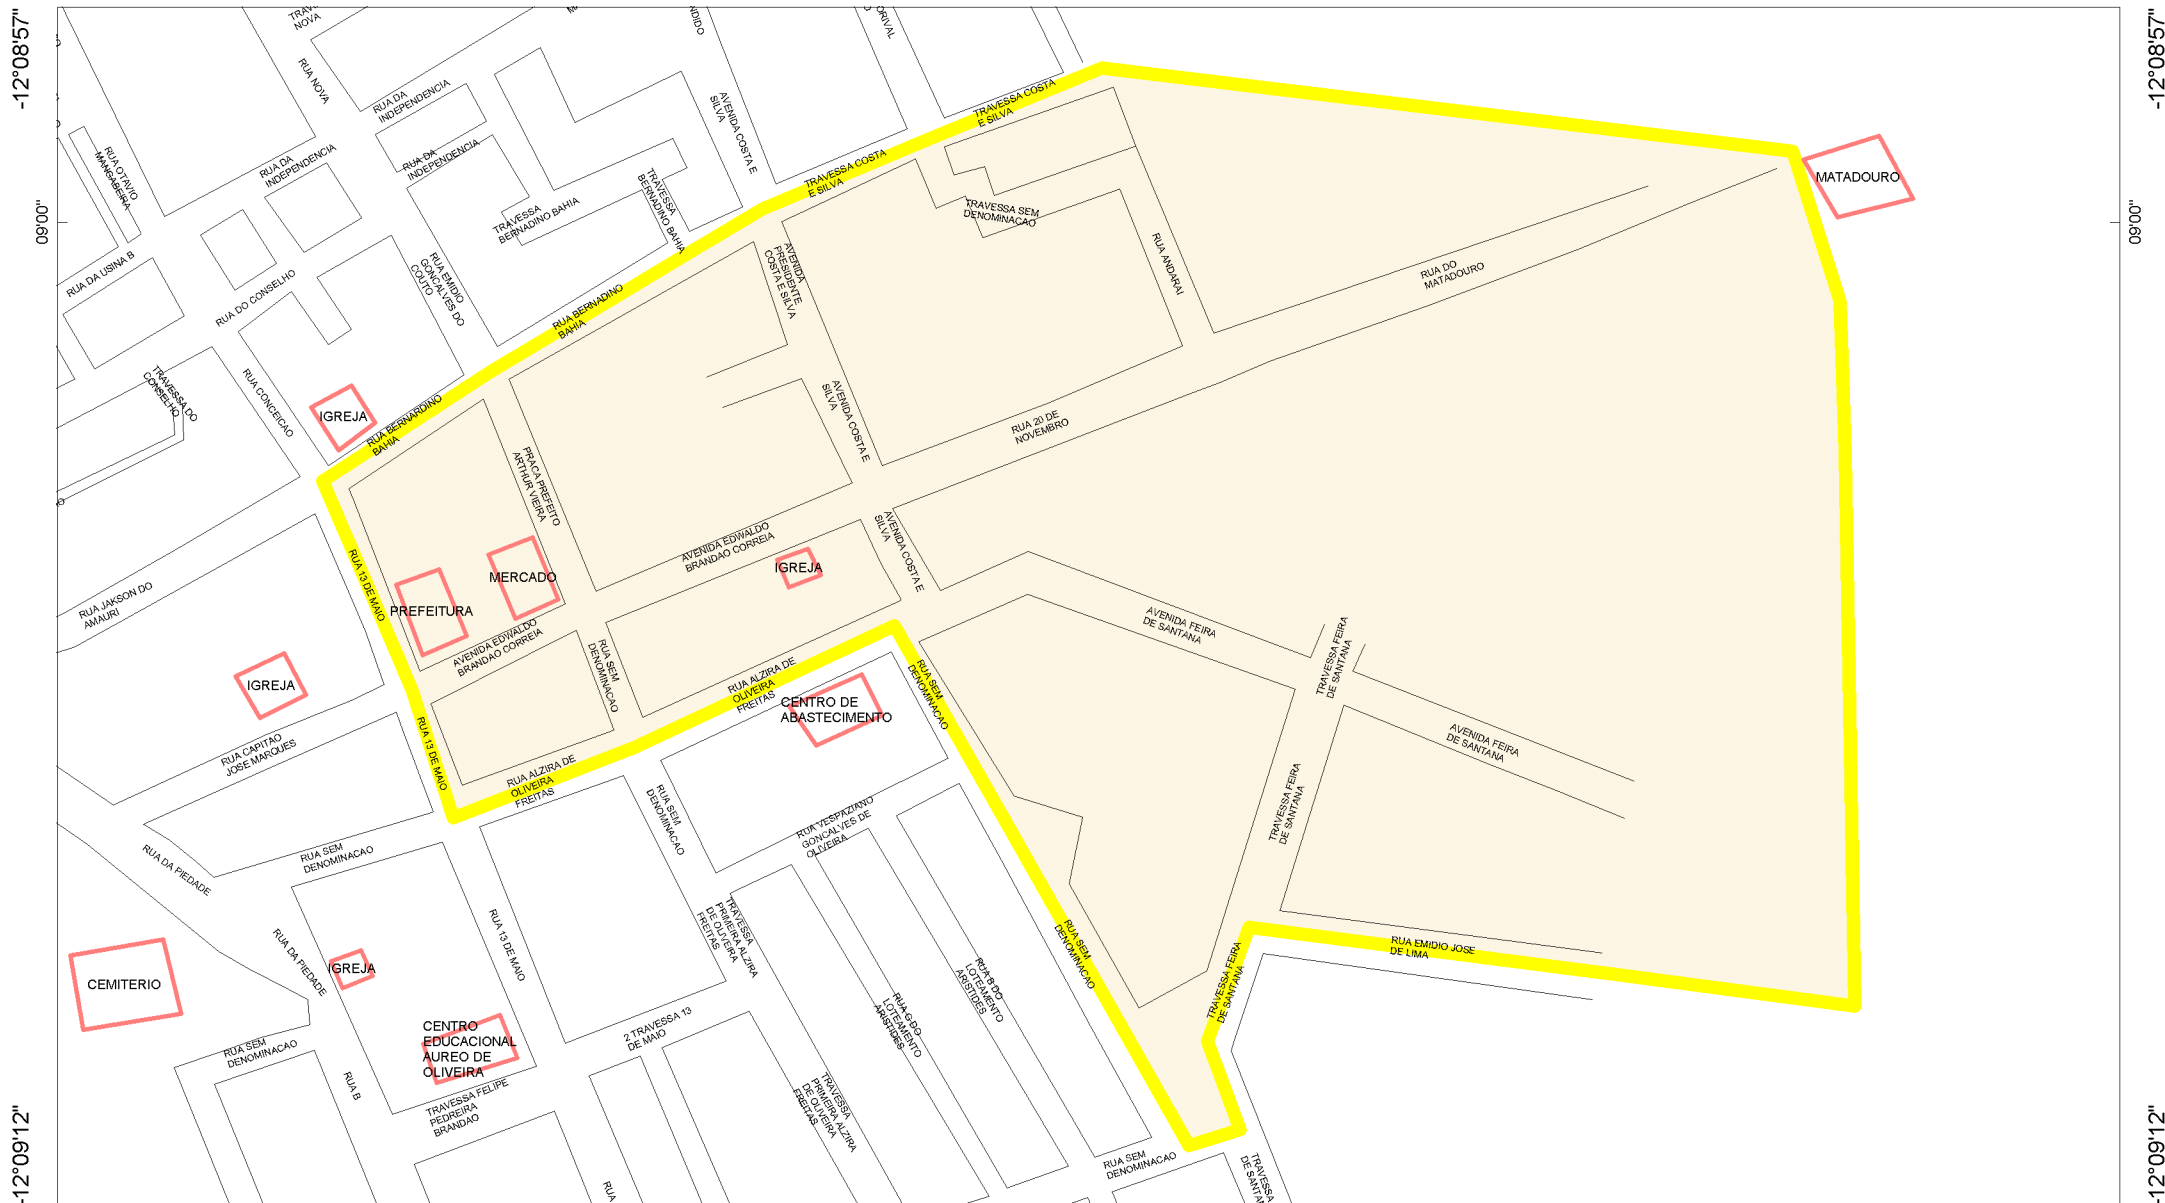 -12°08'57"
-12°08'57"
09'00"
09'00"
-12°09'12"
-12°09'12"
NOVA
RUA NOVA
RUA DA
INDEPENDENCIA
RUA DA
INDEPENDENCIA
RUA DA
INDEPENDENCIA
RUA OTAVIO
MANGABEIRA
RUA DA USINA B
RUA DO CONSELHO
TRAVESSA DO
CONSELHO
RUA CONCEICAO
RUA EMIDIO
GONCALVES DO
COUTO
TRAVESSA
BERNADINO BAHIA
TRAVESSA
BERNADINO BAHIA
AVENIDA COSTA E
SILVA
TRAVESSA COSTA
E SILVA
TRAVESSA COSTA
E SILVA
TRAVESSA SEM
DENOMINACAO
RUA ANDARAI
RUA DO
MATADOURO
MATADOURO
RUA BERNADINO
BAHIA
AVENIDA
PRESIDENTE
COSTA E SILVA
AVENIDA COSTA E
SILVA
RUA 20 DE
NOVEMBRO
IGREJA
RUA BERNARDINO
BAHIA
PRACA PREFEITO
ARTHUR VIEIRA
RUA 13 DE MAIO
MERCADO
PREFEITURA
AVENIDA EDWALDO
BRANDAO CORREIA
IGREJA
AVENIDA COSTA E
SILVA
AVENIDA EDWALDO
BRANDAO CORREIA
RUA SEM
DENOMINACAO
RUA ALZIRA DE
OLIVEIRA
FREITAS
RUA SEM
DENOMINACAO
CENTRO DE
ABASTECIMENTO
AVENIDA FEIRA
DE SANTANA
TRAVESSA FEIRA
DE SANTANA
AVENIDA FEIRA
DE SANTANA
TRAVESSA FEIRA
DE SANTANA
RUA JAKSON DO
AMAURI
IGREJA
RUA CAPITAO
JOSE MARQUES
RUA 13 DE MAIO
RUA ALZIRA DE
OLIVEIRA
FREITAS
RUA SEM
DENOMINACAO
RUA VESPAZIANO
GONCALVES DE
OLIVEIRA
RUA DA PIEDADE
RUA SEM
DENOMINACAO
RUA DA PIEDADE
RUA 13 DE MAIO
TRAVESSA
PRIMEIRA ALZIRA
DE OLIVEIRA
FREITAS
RUA SEM
DENOMINACAO
TRAVESSA FEIRA
DE SANTANA
RUA EMIDIO JOSE
DE LIMA
CEMITERIO
IGREJA
CENTRO
EDUCACIONAL
AUREO DE
OLIVEIRA
2 TRAVESSA 13
DE MAIO
RUA G DO
LOTEAMENTO
ARISTIDES
RUA B DO
LOTEAMENTO
ARISTIDES
RUA SEM
DENOMINACAO
RUA B
TRAVESSA FELIPE
PEDREIRA
BRANDAO
TRAVESSA
PRIMEIRA ALZIRA
DE OLIVEIRA
FREITAS
RUA SEM
DENOMINACAO
TRAVESSA
RUA